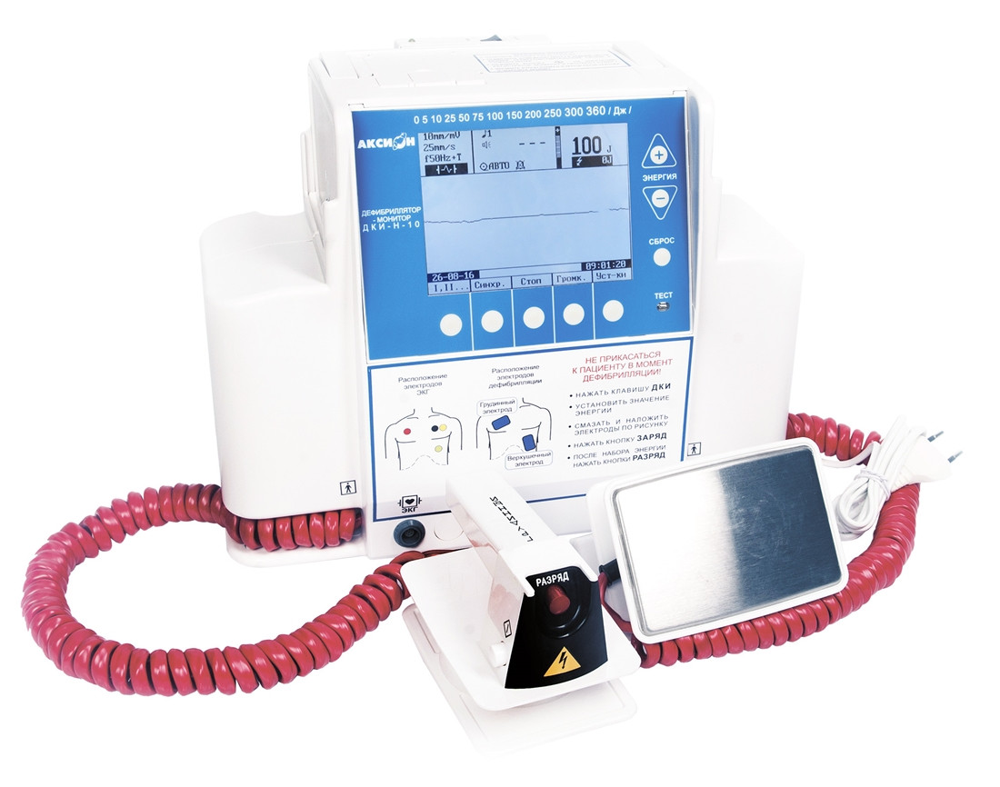 0 5 10 25 50 75 100 150 200 250 300 360 / Дж /
АКСИОН
10mm/mV
25mm/s
f50Hz+T
♩1
---
АВТО
100 J
0J
ЭНЕРГИЯ
ДЕФИБРИЛЛЯТОР
-МОНИТОР
ДКИ-Н-10
СБРОС
ТЕСТ
26-08-16
09:01:20
I,II...
Синхр.
Стоп
Громк.
Уст-ки
Расположение
электродов
ЭКГ
Расположение
электродов
дефибрилляции
Грудинный
электрод
Верхушечный
электрод
НЕ ПРИКАСАТЬСЯ
К ПАЦИЕНТУ В МОМЕНТ
ДЕФИБРИЛЛЯЦИИ!
• НАЖАТЬ КЛАВИШУ ДКИ
• УСТАНОВИТЬ ЗНАЧЕНИЕ
ЭНЕРГИИ
• СМАЗАТЬ И НАЛОЖИТЬ
ЭЛЕКТРОДЫ ПО РИСУНКУ
• НАЖАТЬ КНОПКУ ЗАРЯД
• ПОСЛЕ НАБОРА ЭНЕРГИИ
НАЖАТЬ КНОПКИ РАЗРЯД
ЭКГ
РАЗРЯД